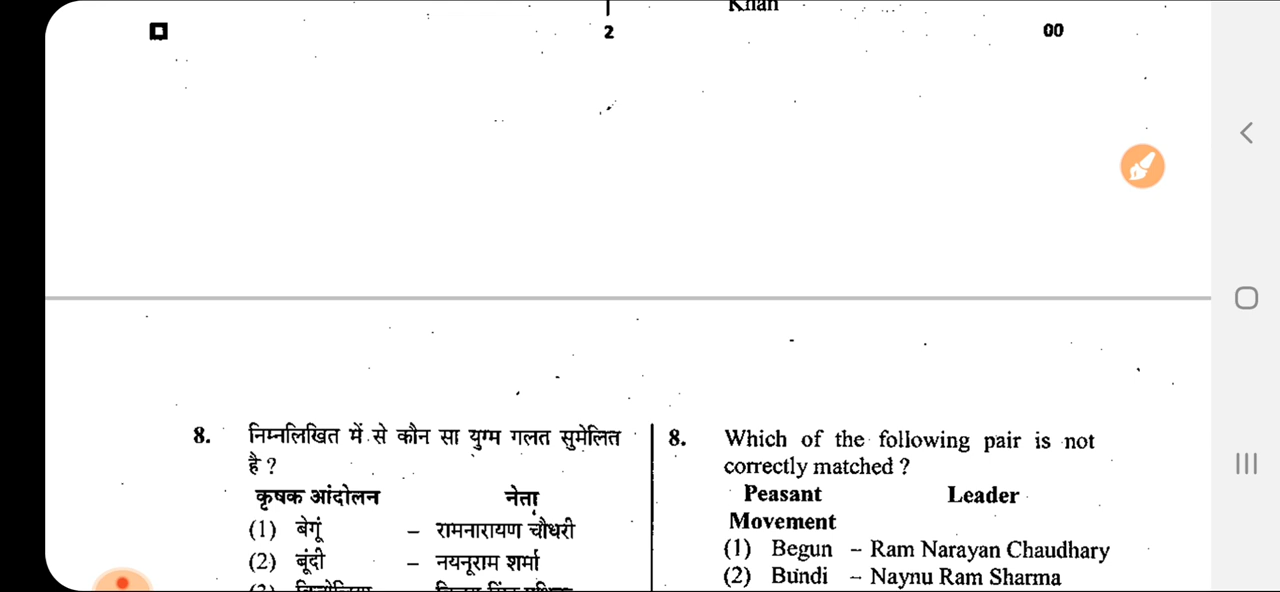 Khan
2
00
8. निम्नलिखित में से कौन सा युग्म गलत सुमेलित
है ?
कृषक आंदोलन नेता
(1) बेगूं – रामनारायण चौधरी
(2) बूंदी – नयनूराम शर्मा
8. Which of the following pair is not
correctly matched ?
Peasant Leader
Movement
(1) Begun – Ram Narayan Chaudhary
(2) Bundi – Naynu Ram Sharma